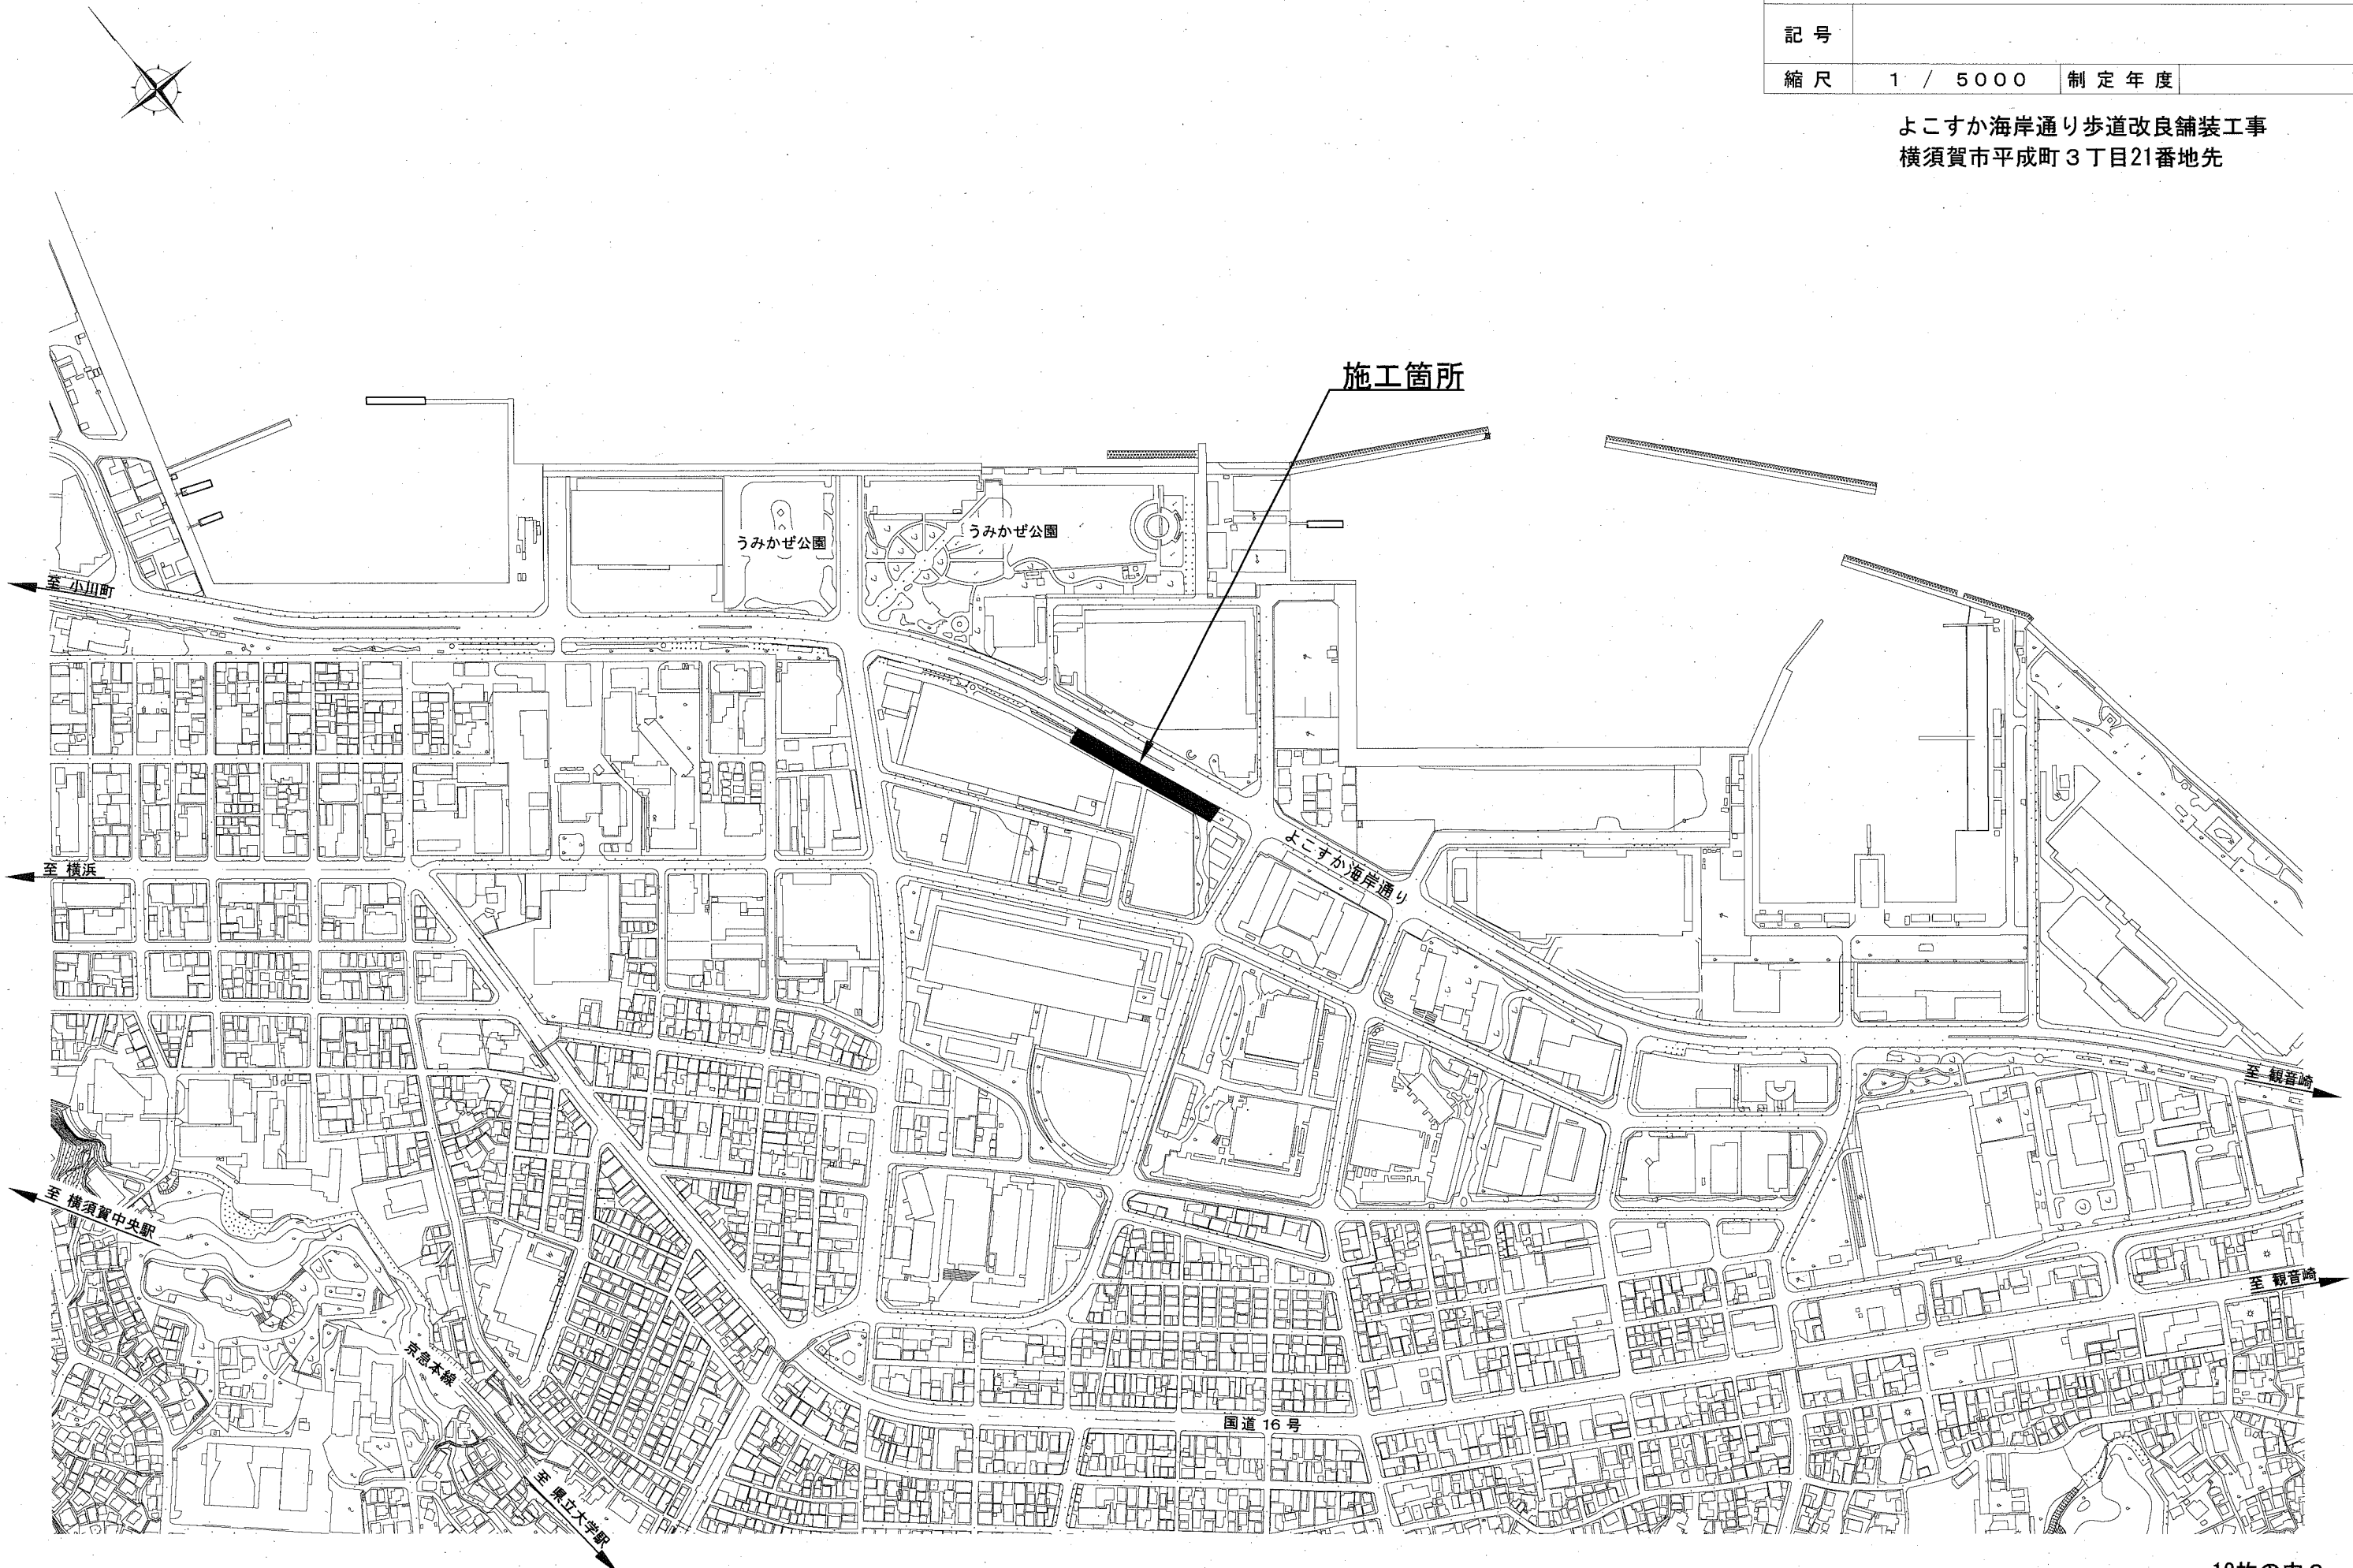 記号
縮尺 1 / 5000 制定年度
よこすか海岸通り歩道改良舗装工事
横須賀市平成町3丁目21番地先
施工箇所
うみかぜ公園
うみかぜ公園
至 小川町
よこすか海岸通り
至 横浜
至 観音崎
至 横須賀中央駅
至 観音崎
京急本線
国道16号
至 県立大学駅